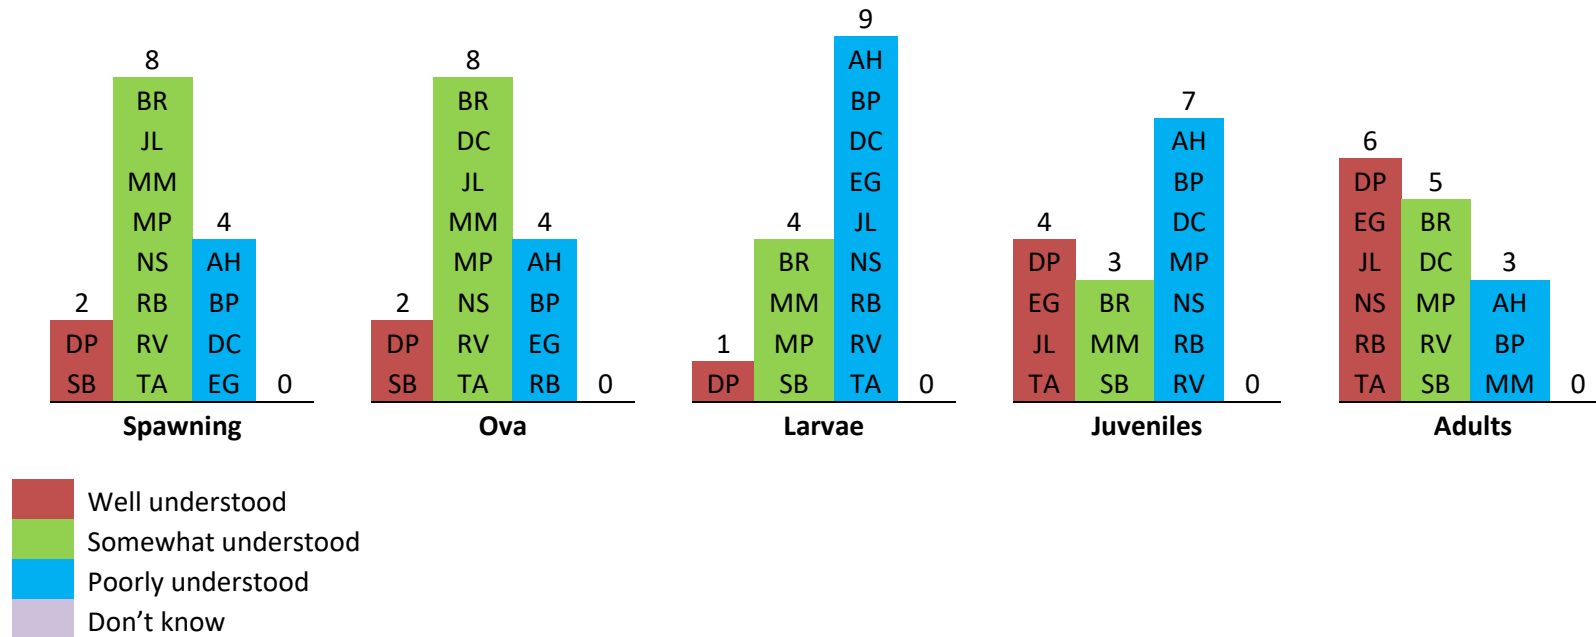 2
DP
SB
8
BR
JL
MM
MP
NS
RB
RV
TA
4
AH
BP
DC
EG
0
Spawning
2
DP
SB
8
BR
DC
JL
MM
MP
NS
RV
TA
4
AH
BP
EG
RB
0
Ova
1
DP
4
BR
MM
MP
SB
9
AH
BP
DC
EG
JL
NS
RB
RV
TA
0
Larvae
4
DP
EG
JL
TA
3
BR
MM
SB
7
AH
BP
DC
MP
NS
RB
RV
0
Juveniles
6
DP
EG
JL
NS
RB
TA
5
BR
DC
MP
RV
SB
3
AH
BP
MM
0
Adults
Well understood
Somewhat understood
Poorly understood
Don’t know